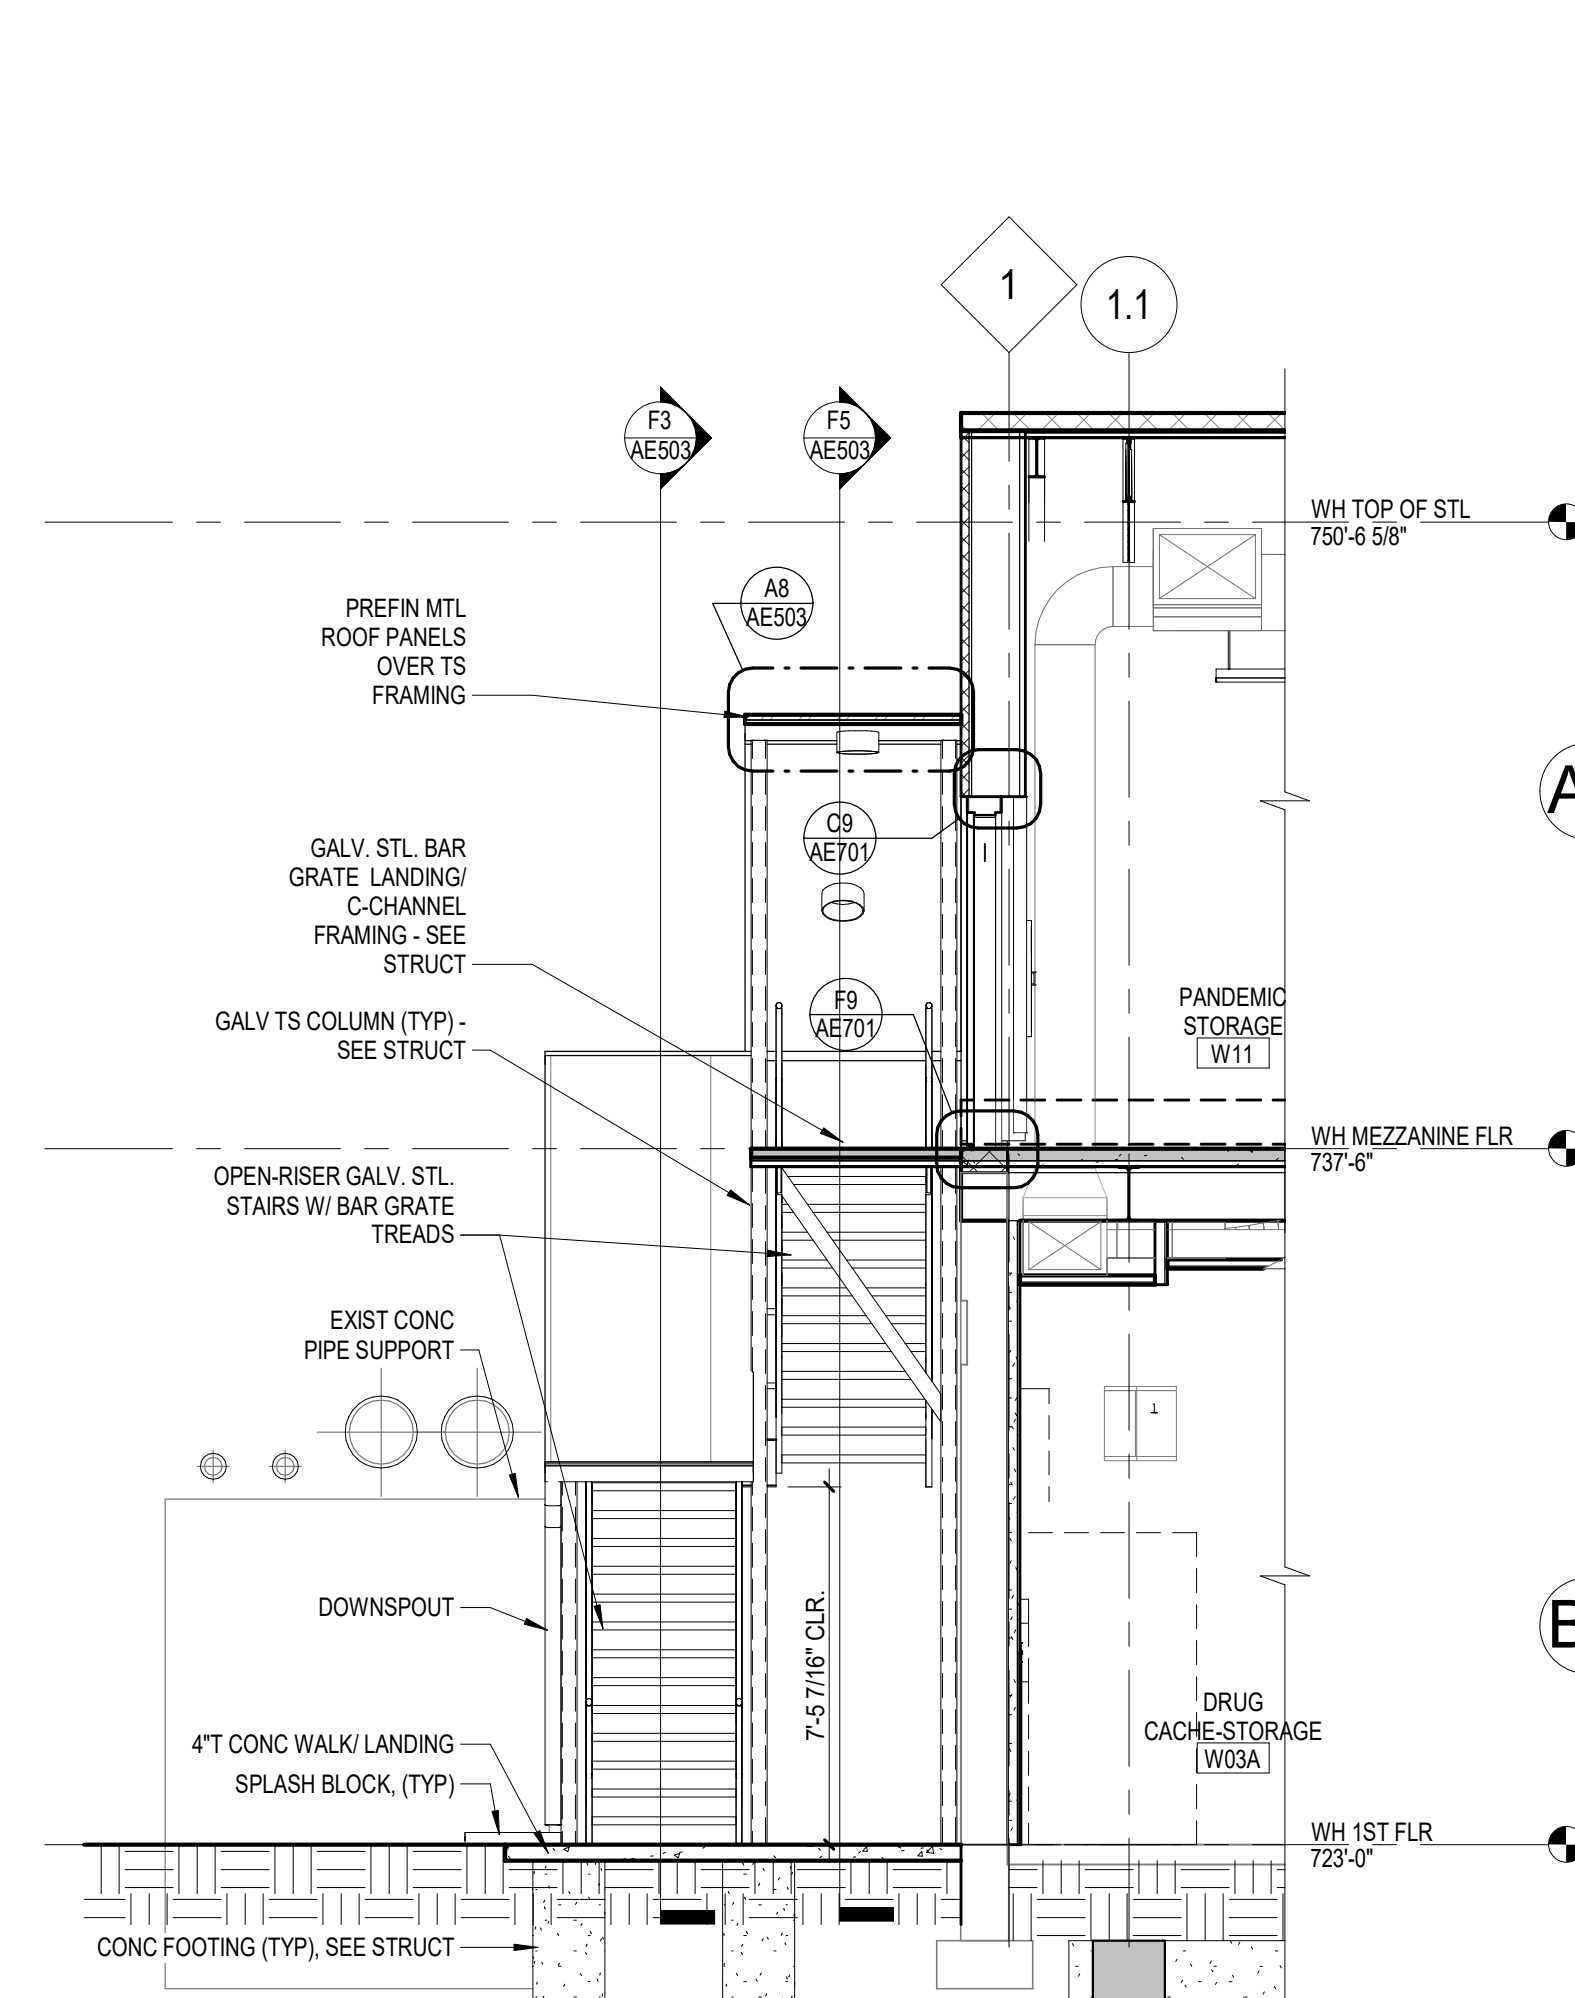 1
1.1
F3
AE503
F5
AE503
WH TOP OF STL
750'-6 5/8"
A8
AE503
PREFIN MTL
ROOF PANELS
OVER TS
FRAMING
A
C9
AE701
GALV. STL. BAR
GRATE LANDING/
C-CHANNEL
FRAMING - SEE
STRUCT
F9
AE701
PANDEMIC
STORAGE
W11
GALV TS COLUMN (TYP) -
SEE STRUCT
WH MEZZANINE FLR
737'-6"
OPEN-RISER GALV. STL.
STAIRS W/ BAR GRATE
TREADS
EXIST CONC
PIPE SUPPORT
1
DOWNSPOUT
7'-5 7/16" CLR.
B
DRUG
CACHE-STORAGE
W03A
4"T CONC WALK/ LANDING
SPLASH BLOCK, (TYP)
WH 1ST FLR
723'-0"
CONC FOOTING (TYP), SEE STRUCT